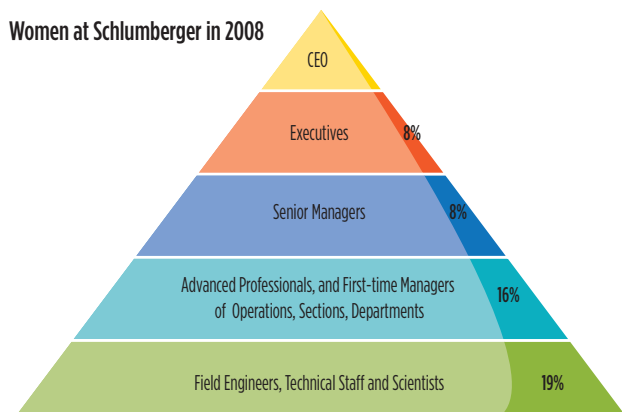 Women at Schlumberger in 2008
CEO
Executives
8%
Senior Managers
8%
Advanced Professionals, and First-time Managers
of Operations, Sections, Departments
16%
Field Engineers, Technical Staff and Scientists
19%